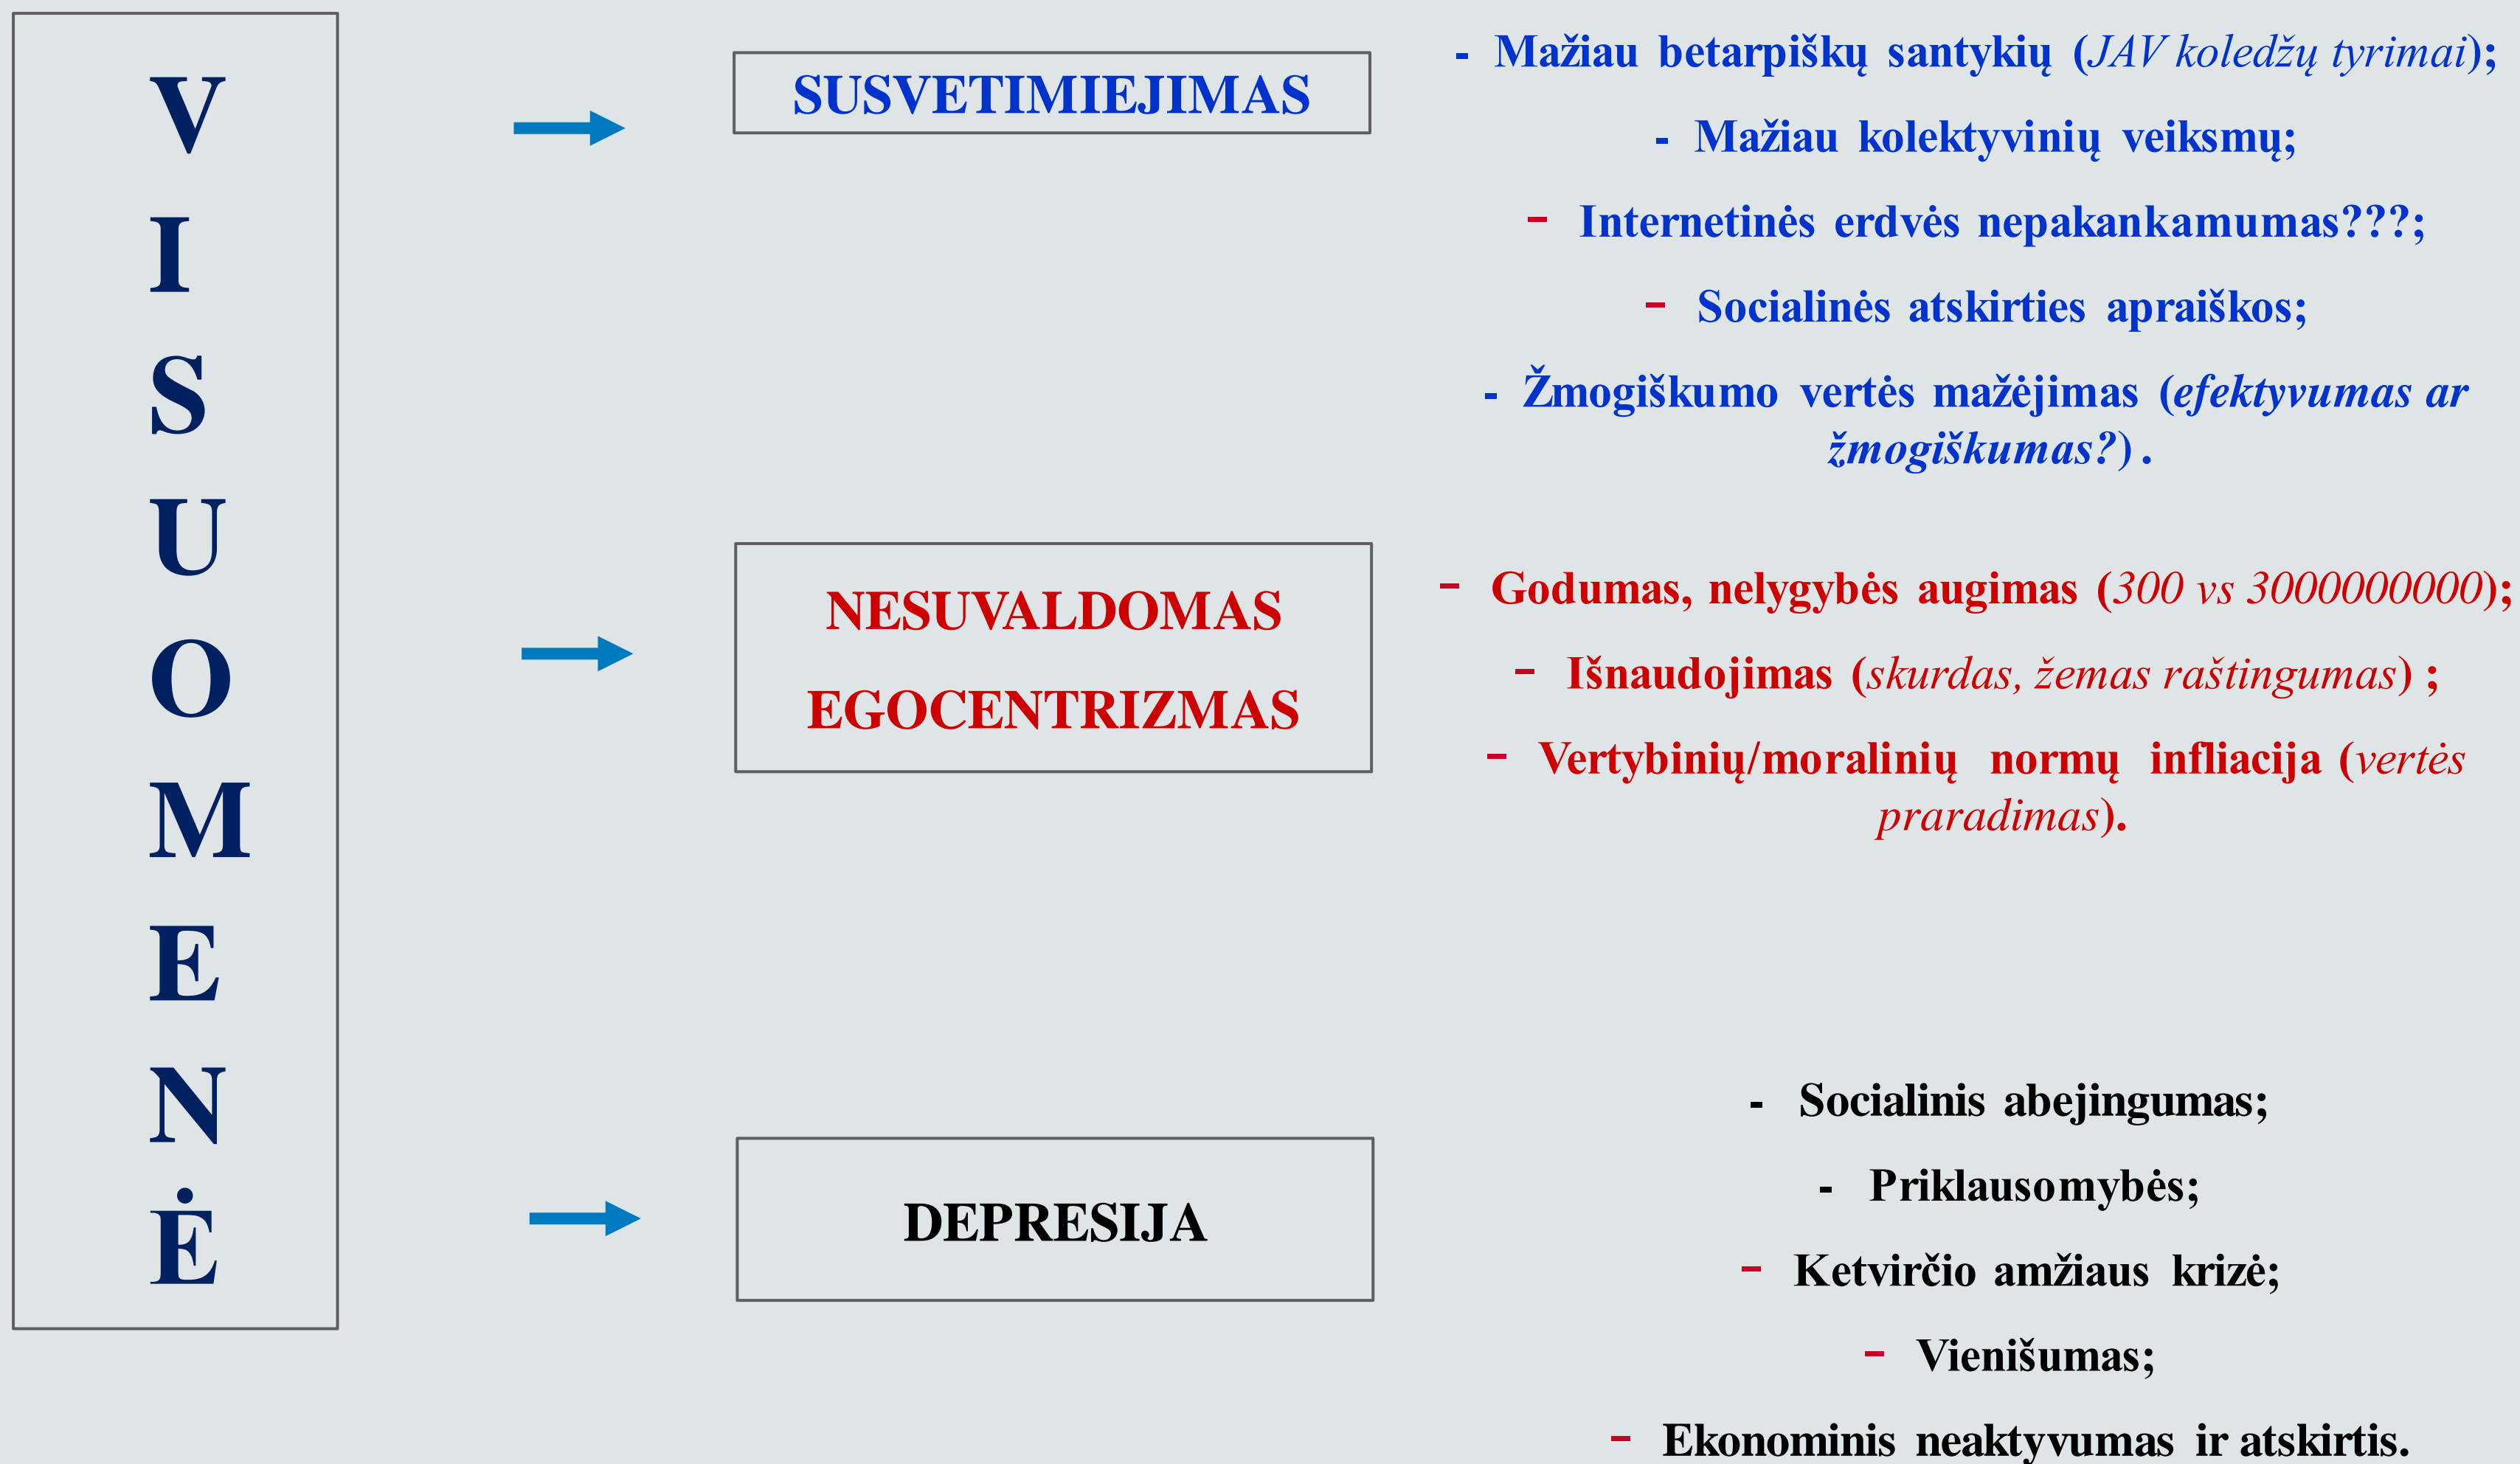 V
I
S
U
O
M
E
N
Ė
SUSVETIMIEJIMAS
- Mažiau betarpiškų santykių (JAV koledžų tyrimai);
- Mažiau kolektyvinių veiksmų;
- Internetinės erdvės nepakankamumas???;
- Socialinės atskirties apraiškos;
- Žmogiškumo vertės mažėjimas (efektyvumas ar
žmogiškumas?) .
NESUVALDOMAS
EGOCENTRIZMAS
- Godumas, nelygybės augimas (300 vs 3000000000);
- Išnaudojimas (skurdas, žemas raštingumas) ;
- Vertybinių/moralinių normų infliacija (vertės
praradimas).
DEPRESIJA
- Socialinis abejingumas;
- Priklausomybės;
- Ketvirčio amžiaus krizė;
- Vienišumas;
- Ekonominis neaktyvumas ir atskirtis.